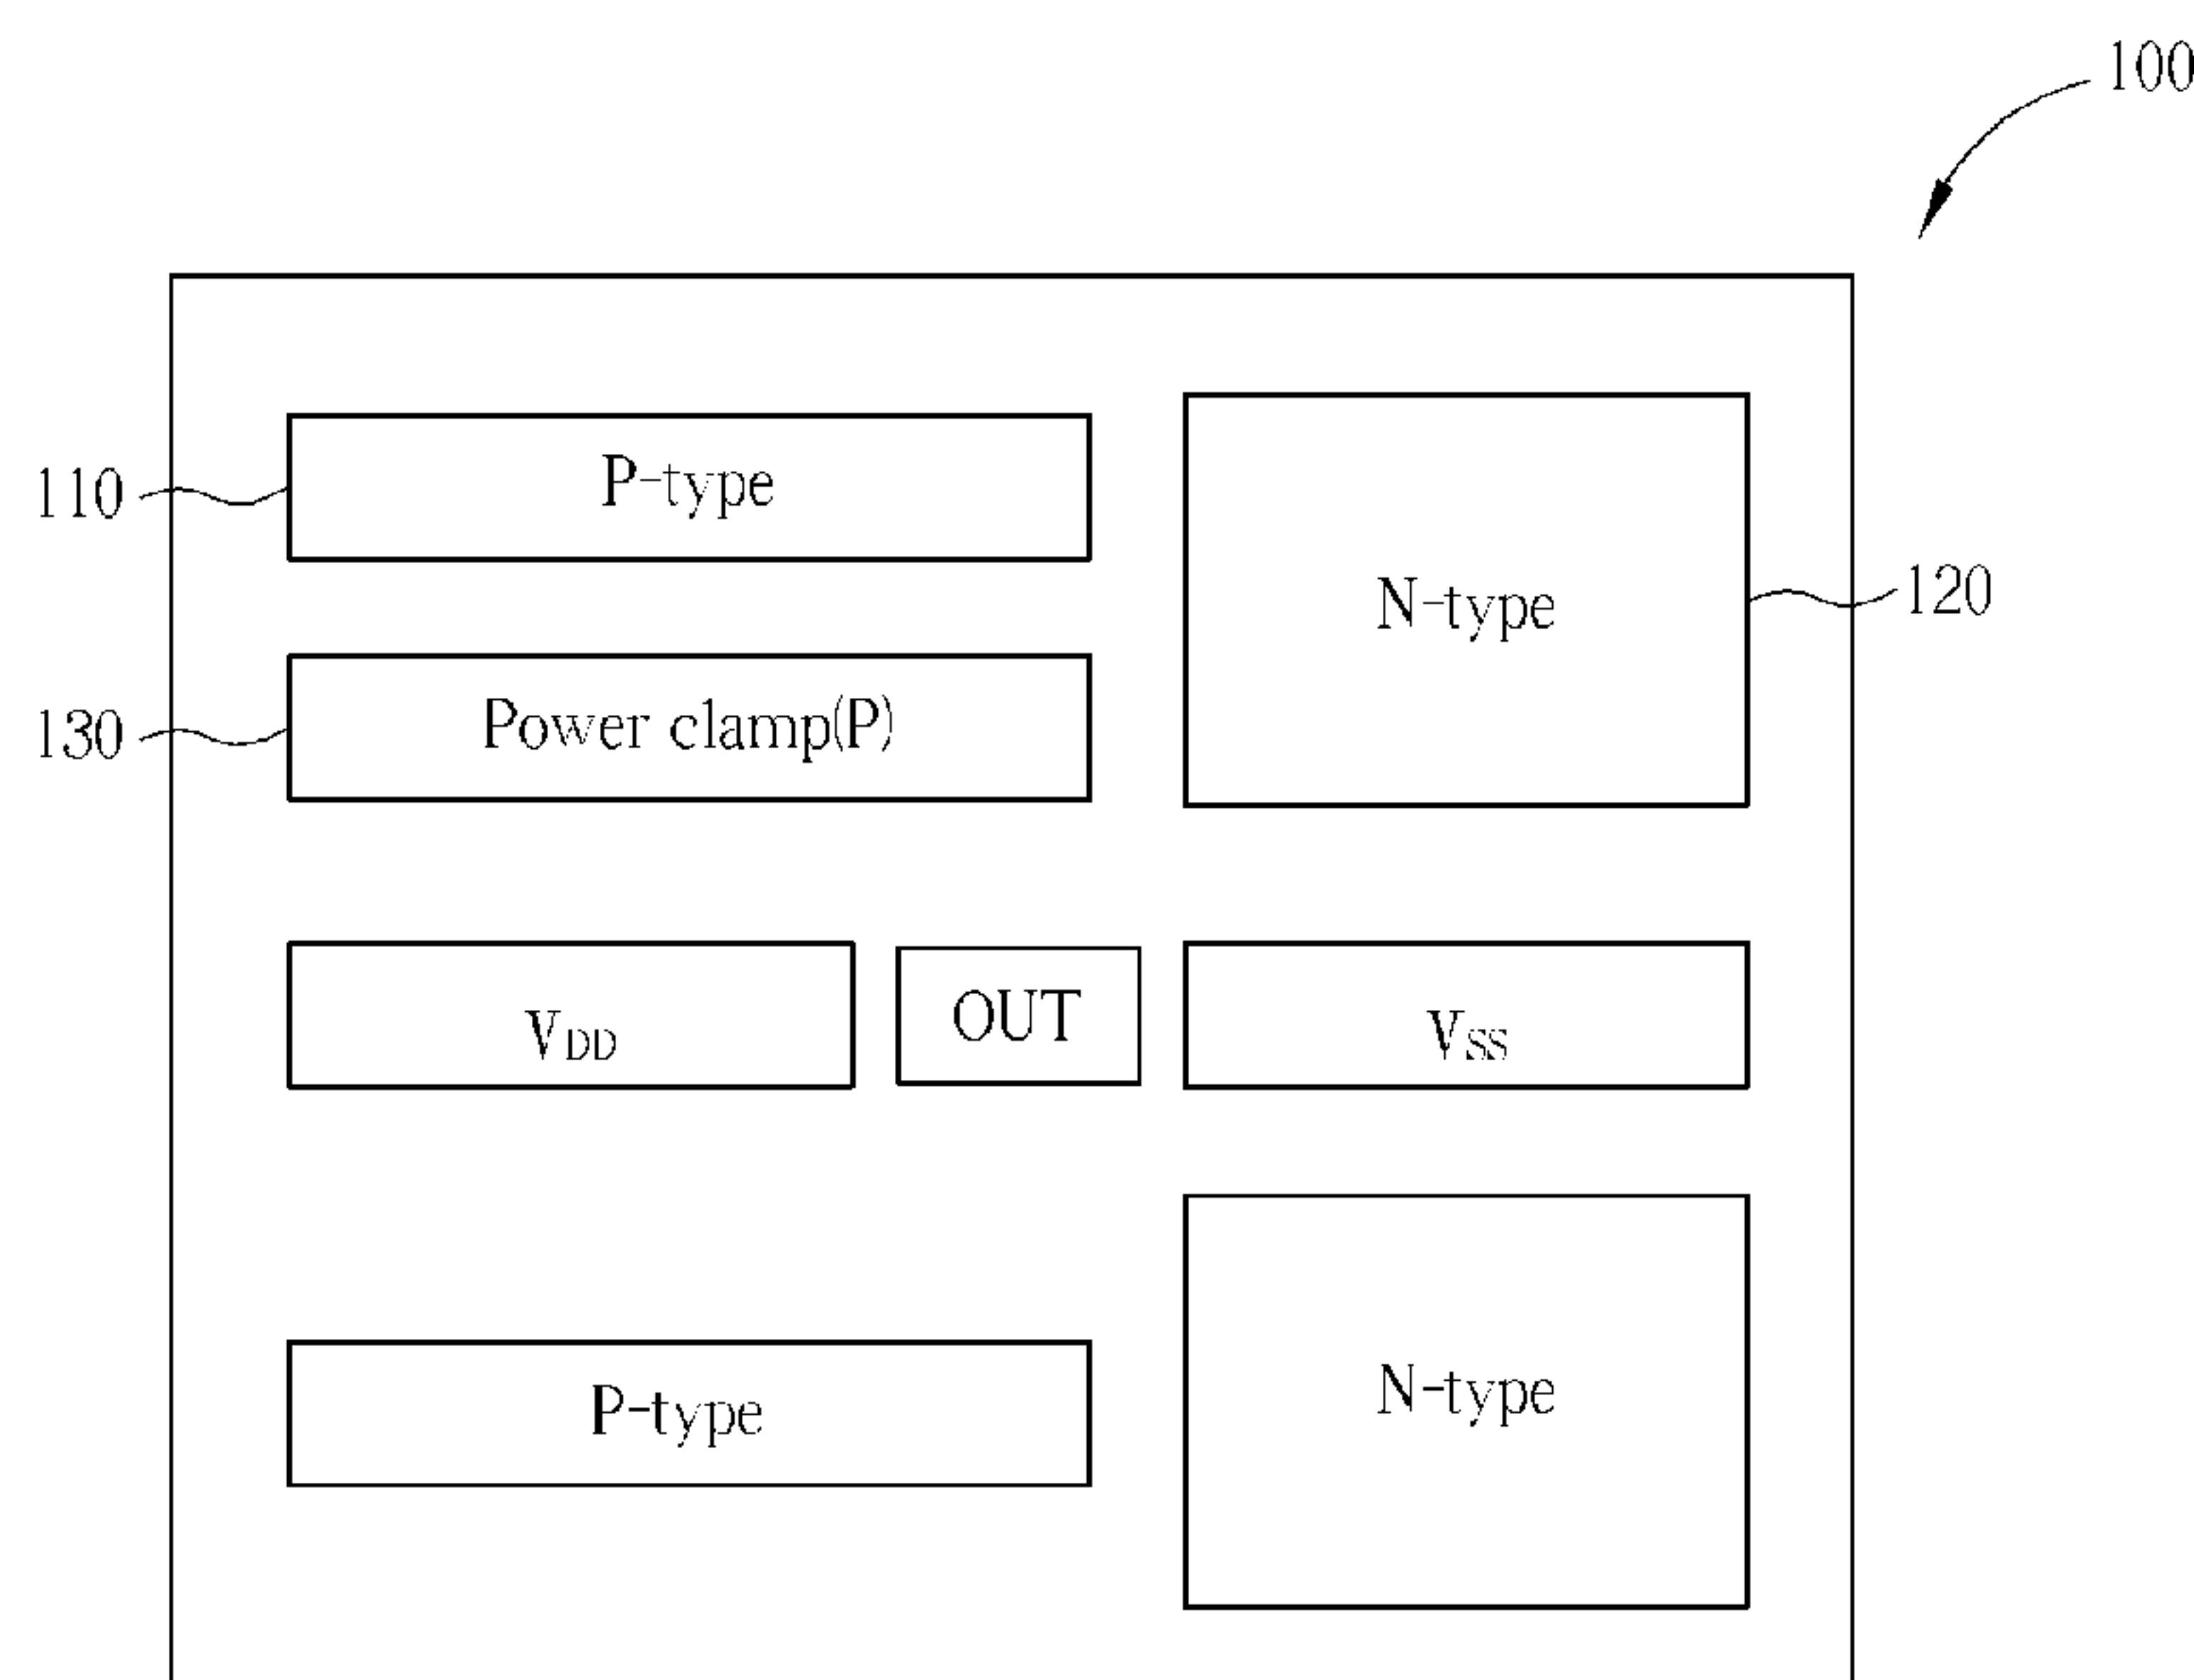 100
P-type
110
N-type
120
Power clamp(P)
130
VDD
OUT
VSS
N-type
P-type